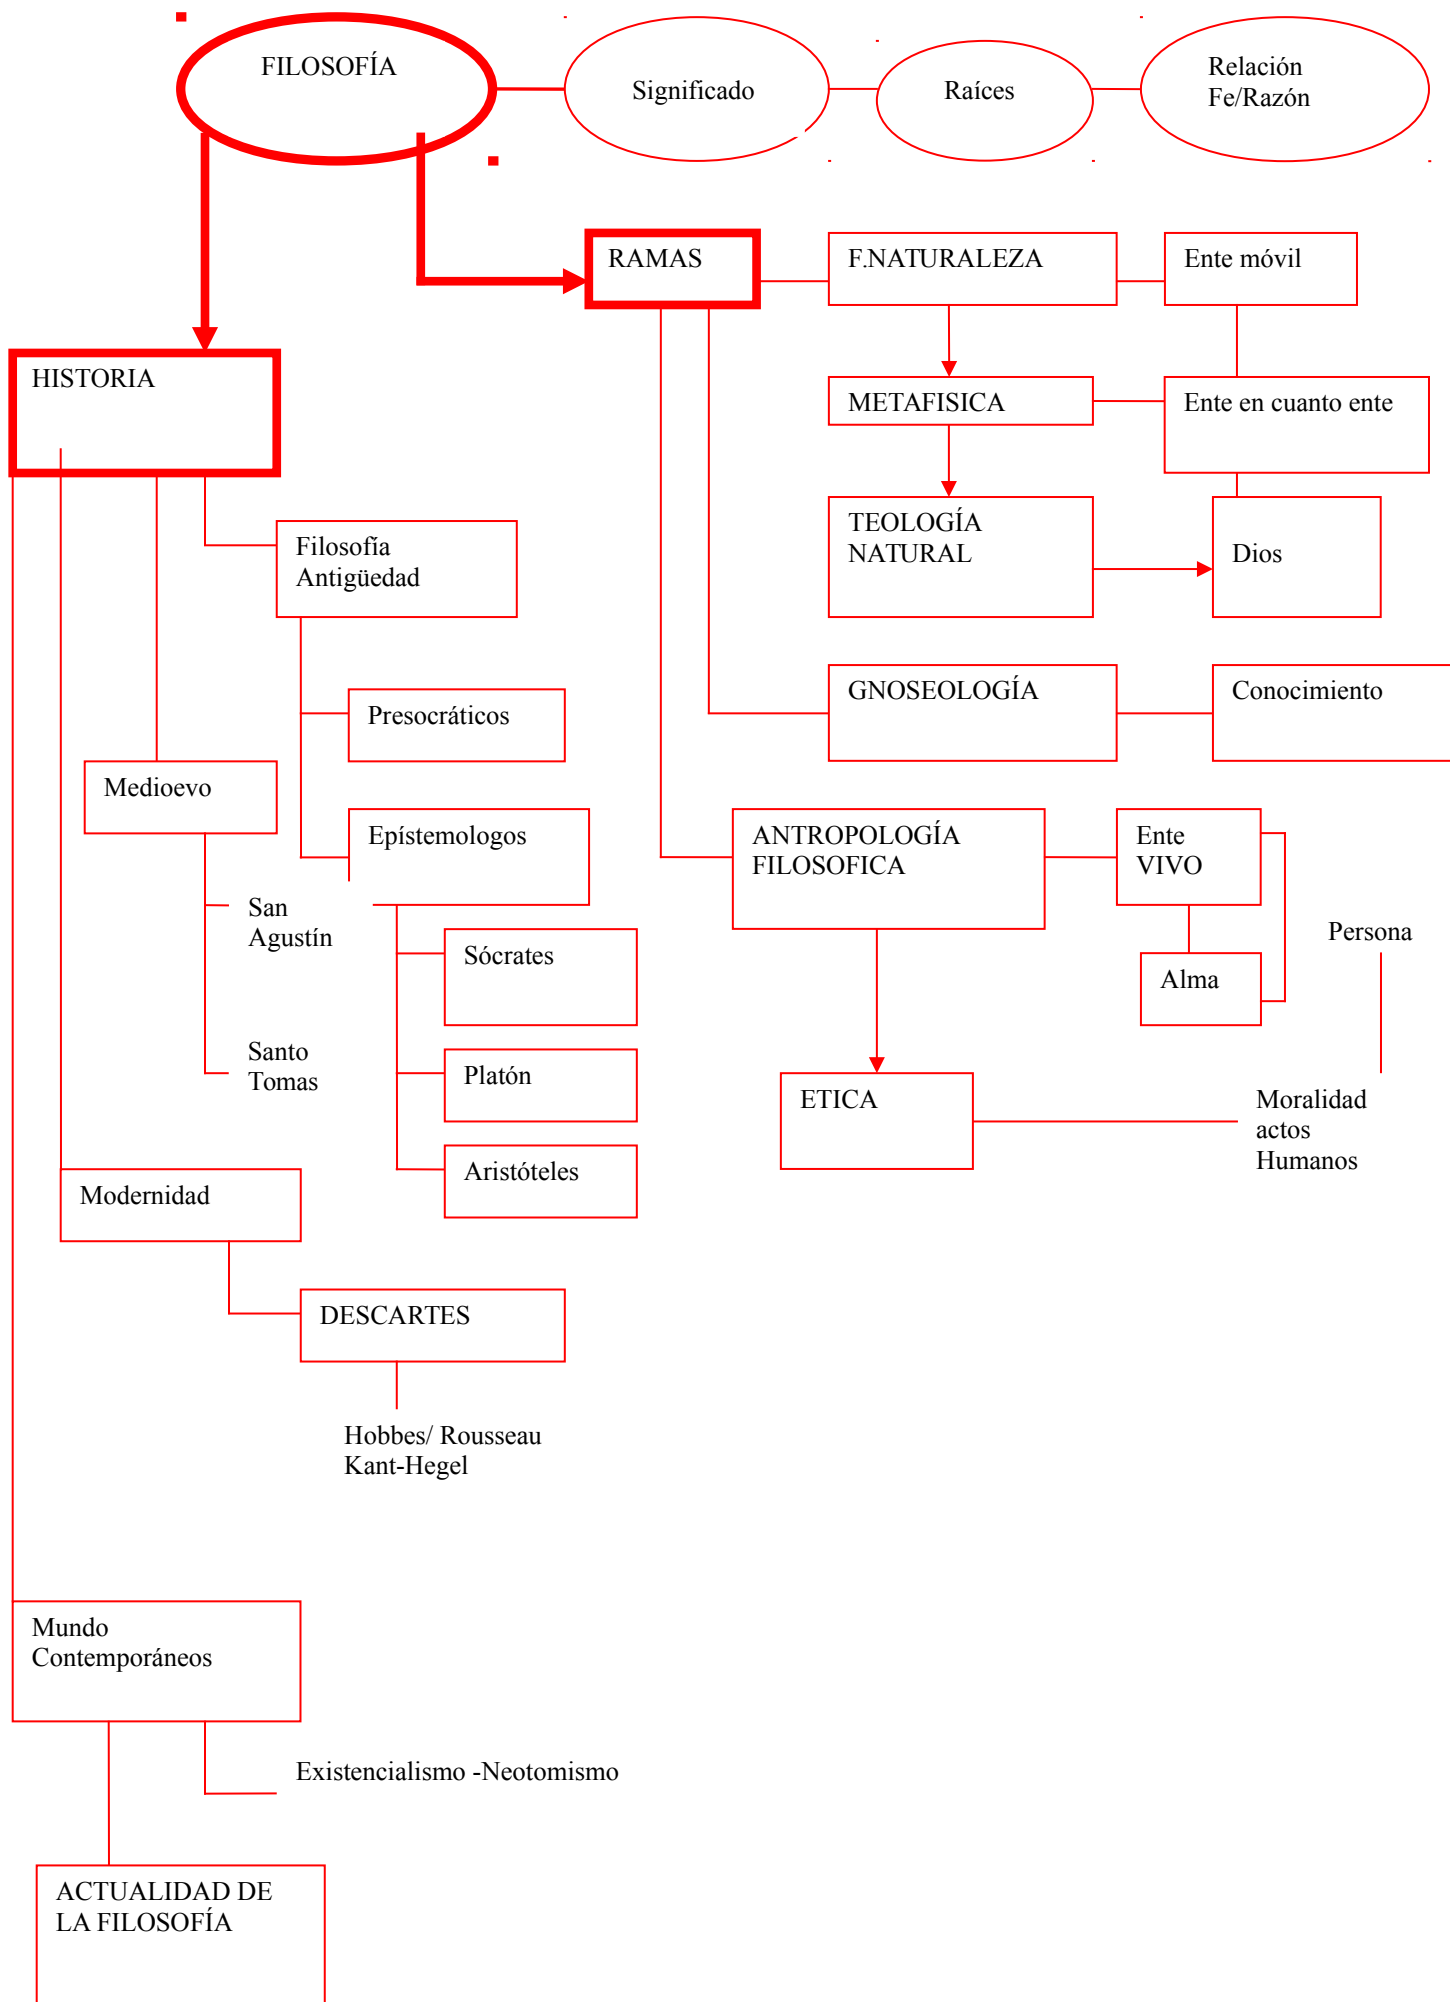 FILOSOFÍA
Significado
Raíces
Relación
Fe/Razón
RAMAS
F.NATURALEZA
Ente móvil
HISTORIA
METAFISICA
Ente en cuanto ente
TEOLOGÍA
NATURAL
Dios
Filosofía
Antigüedad
GNOSEOLOGÍA
Conocimiento
Presocráticos
Medioevo
Epístemologos
ANTROPOLOGÍA
FILOSOFICA
Ente
VIVO
San
Agustín
Persona
Sócrates
Alma
Santo
Tomas
Platón
ETICA
Moralidad
actos
Humanos
Aristóteles
Modernidad
DESCARTES
Hobbes/ Rousseau
Kant-Hegel
Mundo
Contemporáneos
Existencialismo -Neotomismo
ACTUALIDAD DE
LA FILOSOFÍA